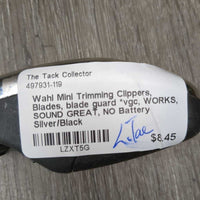 The Tack Collector
497931-119
Wahl Mini Trimming Clippers,
Blades, blade guard *vgc, WORKS,
SOUND GREAT, NO Battery
Silver/Black
LZXT5G
$8.45